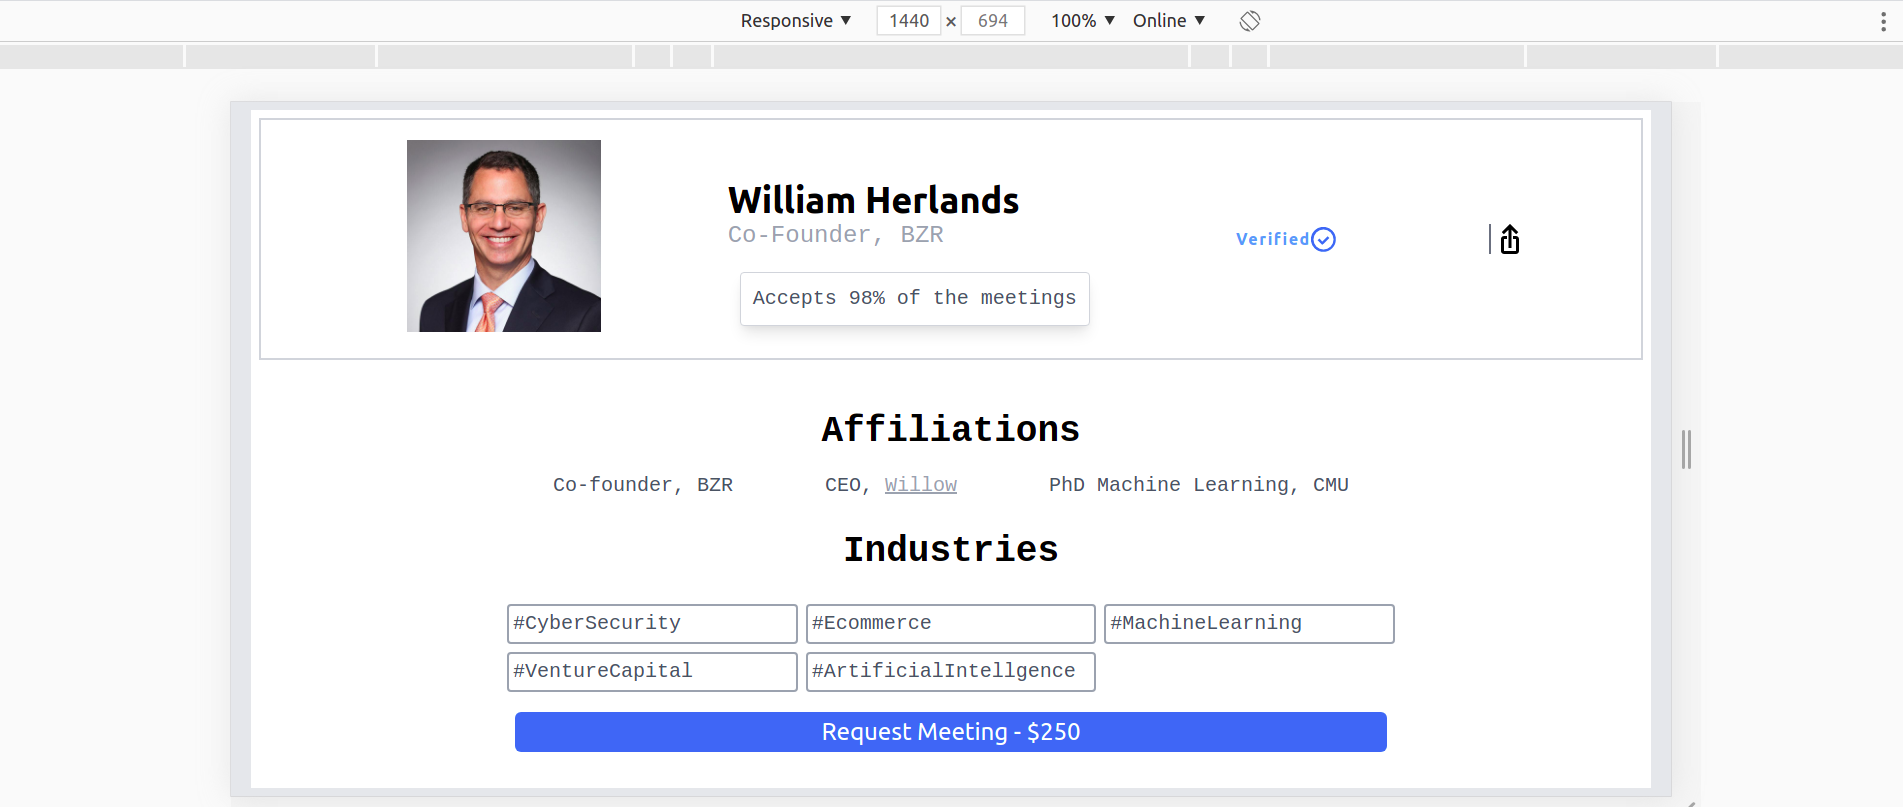 Responsive ▼ 1440 × 694 100% ▼ Online ▼
William Herlands
Co-Founder, BZR
Verified
Accepts 98% of the meetings
Affiliations
Co-founder, BZR CEO, Willow PhD Machine Learning, CMU
Industries
#CyberSecurity #Ecommerce #MachineLearning
#VentureCapital #ArtificialIntellgence
Request Meeting - $250